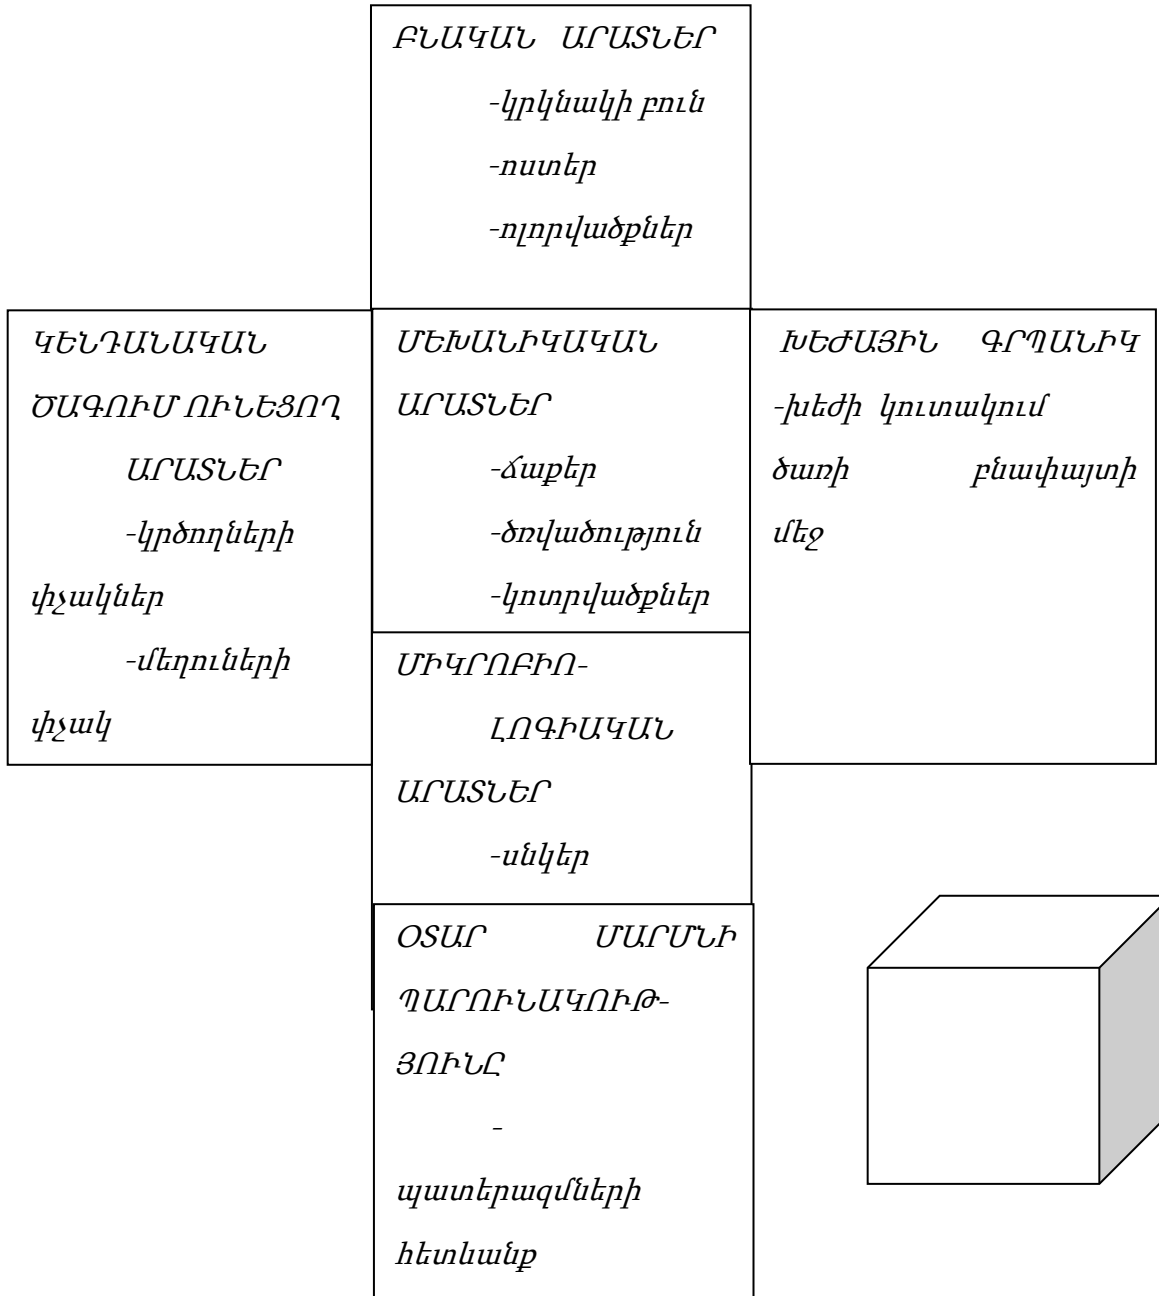 ԲՆԱԿԱՆ ԱՐԱՏՆԵՐ
-կրկնակի բուն
-ոստեր
-ոլորվածքներ
ԿԵՆԴԱՆԱԿԱՆ
ԾԱԳՈՒՄ ՈՒՆԵՑՈՂ
ԱՐԱՏՆԵՐ
-կրծողների
փչակներ
-մեղուների
փչակ
ՄԵԽԱՆԻԿԱԿԱՆ
ԱՐԱՏՆԵՐ
-ճաքեր
-ծռվածություն
-կոտրվածքներ
ԽԵԺԱՅԻՆ ԳՐՊԱՆԻԿ
-խեժի կուտակում
ծառի բնափայտի
մեջ
ՄԻԿՐՈԲԻՈ-
ԼՈԳԻԱԿԱՆ
ԱՐԱՏՆԵՐ
-սնկեր
ՕՏԱՐ ՄԱՐՄՆԻ
ՊԱՐՈՒՆԱԿՈՒԹ-
ՅՈՒՆԸ
-
պատերազմների
հետևանք